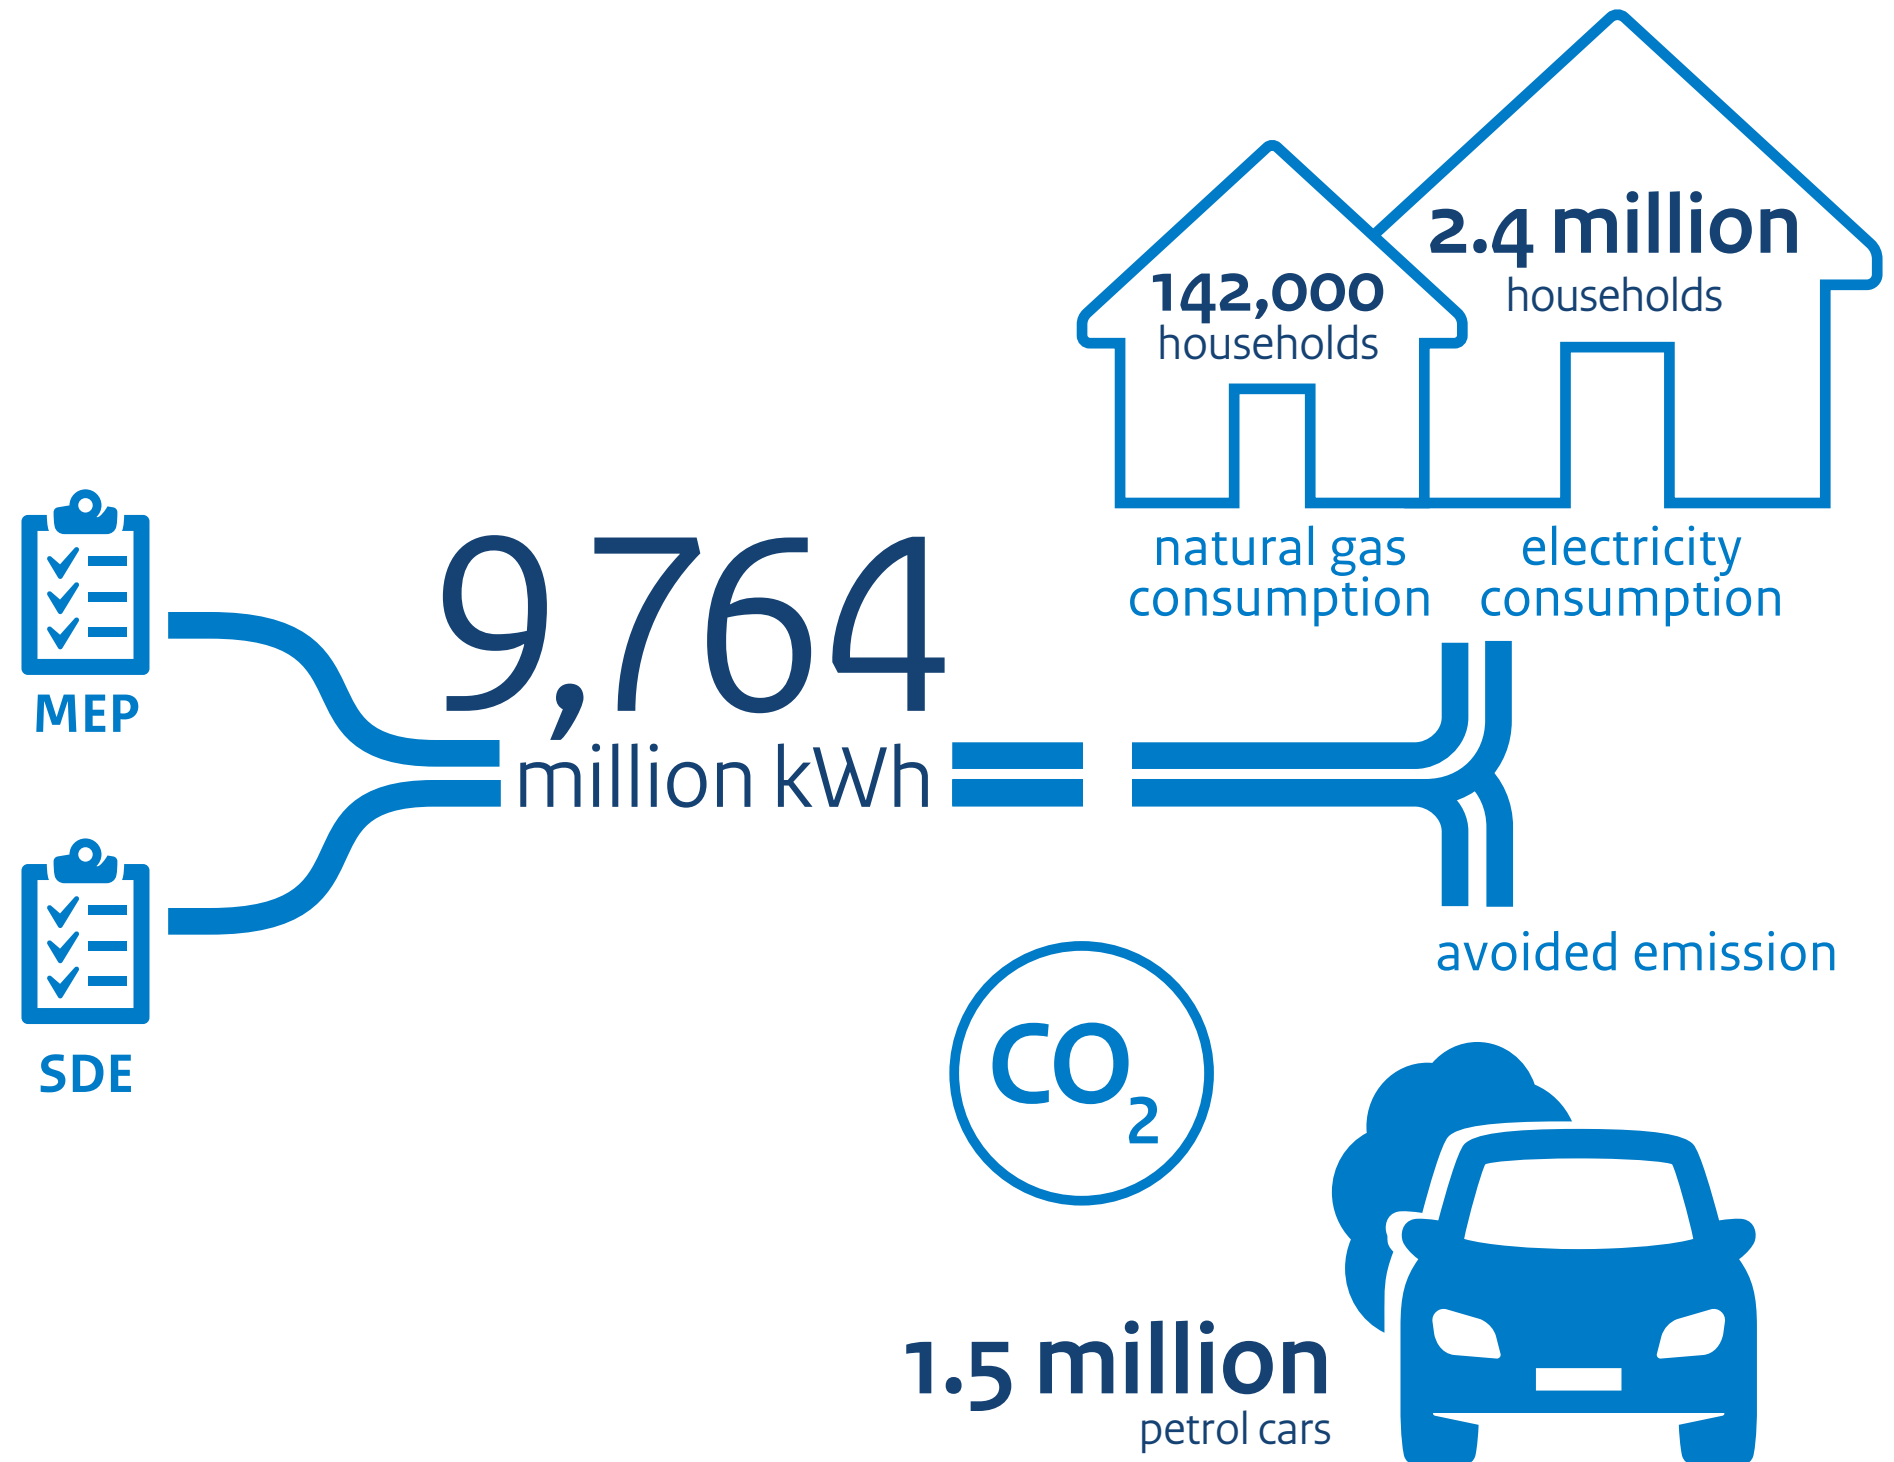 MEP
SDE
9,764
million kWh
142,000
households
2.4 million
households
natural gas
consumption
electricity
consumption
avoided emission
CO₂
1.5 million
petrol cars